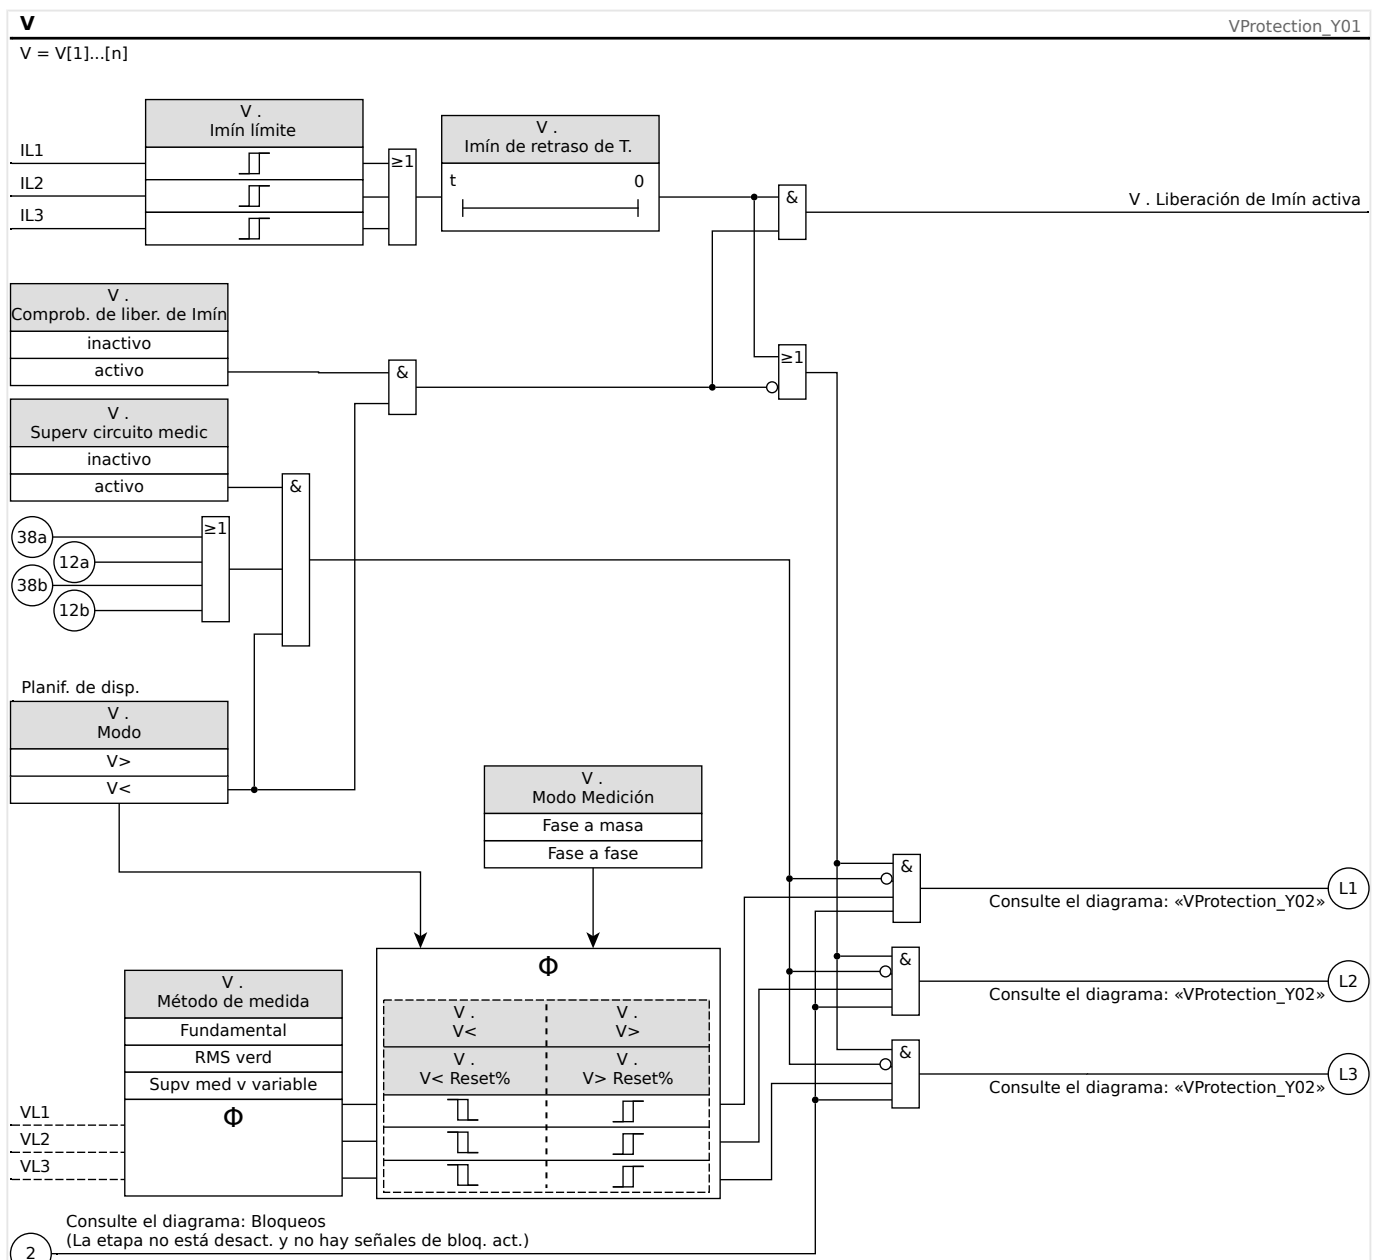 V
VProtection_Y01
V = V[1]...[n]
V .
Imín límite
IL1
IL2
IL3
≥1
V .
Imín de retraso de T.
t
0
&
V . Liberación de Imín activa
V .
Comprob. de liber. de Imín
inactivo
activo
&
≥1
V .
Superv circuito medic
inactivo
activo
&
≥1
38a
12a
38b
12b
Planif. de disp.
V .
Modo
V>
V<
V .
Modo Medición
Fase a masa
Fase a fase
&
L1
Consulte el diagrama: «VProtection_Y02»
&
L2
Consulte el diagrama: «VProtection_Y02»
&
L3
Consulte el diagrama: «VProtection_Y02»
V .
Método de medida
Fundamental
RMS verd
Supv med v variable
Φ
VL1
VL2
VL3
Φ
V .
V<
V .
V>
V .
V< Reset%
V .
V> Reset%
Consulte el diagrama: Bloqueos
(La etapa no está desact. y no hay señales de bloq. act.)
2